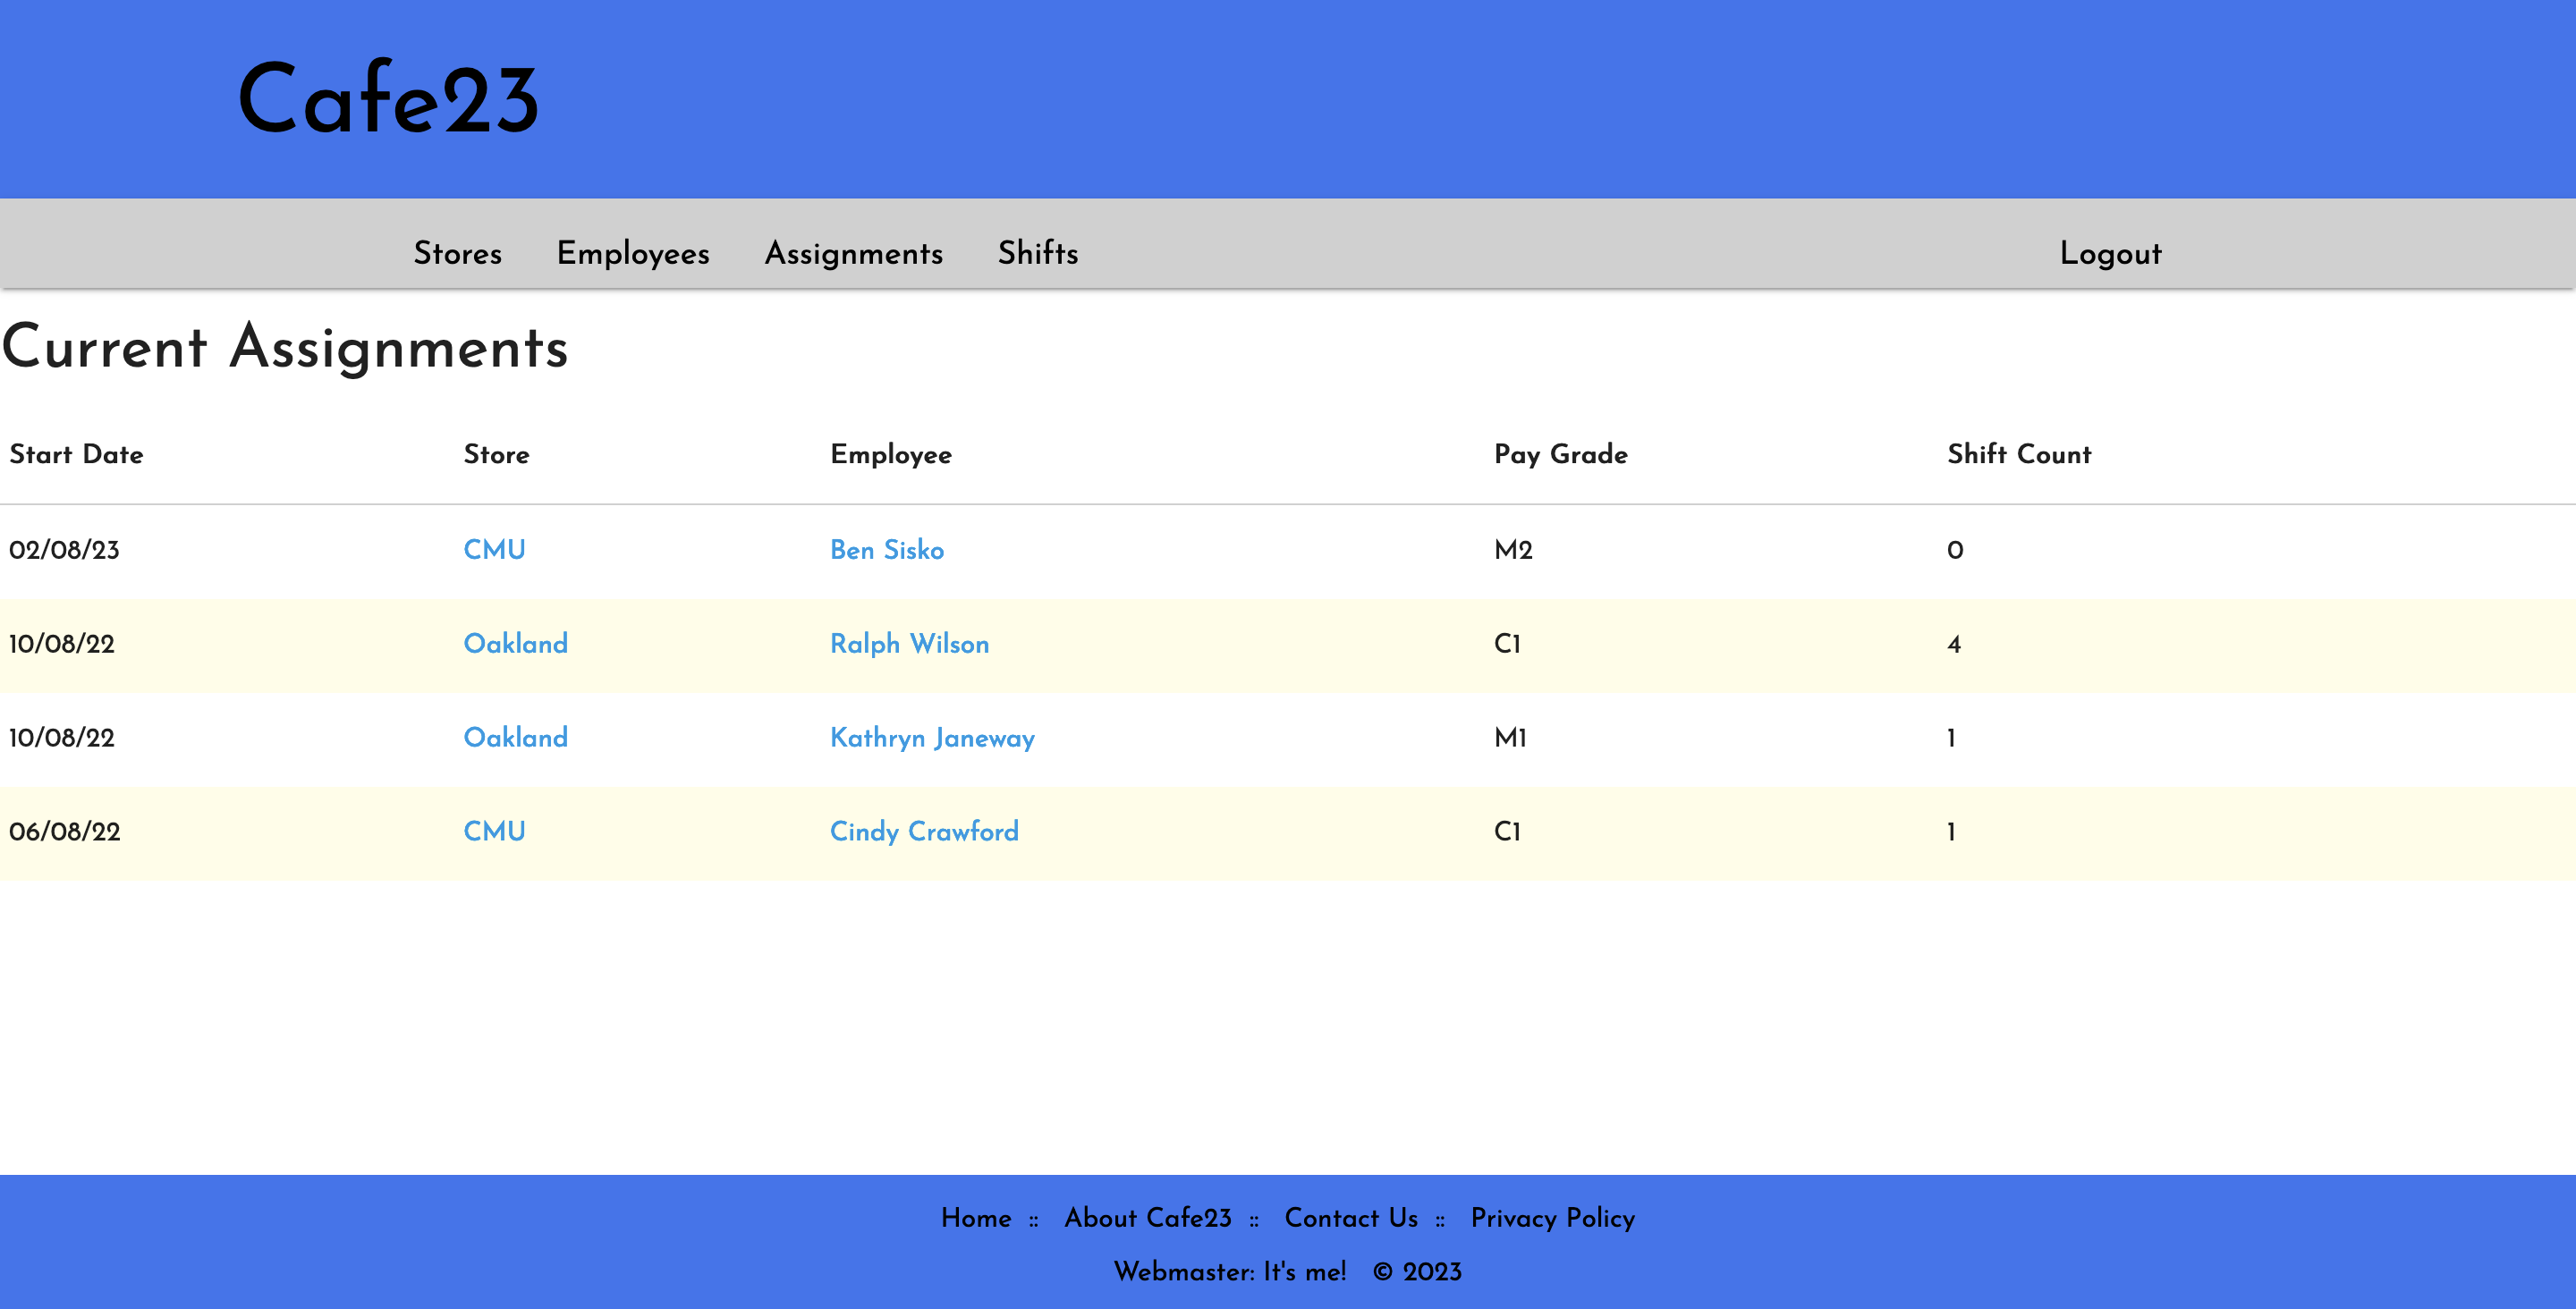 Cafe23
Stores Employees Assignments Shifts Logout
Current Assignments
Start Date Store Employee Pay Grade Shift Count
02/08/23 CMU Ben Sisko M2 0
10/08/22 Oakland Ralph Wilson C1 4
10/08/22 Oakland Kathryn Janeway M1 1
06/08/22 CMU Cindy Crawford C1 1
Home :: About Cafe23 :: Contact Us :: Privacy Policy
Webmaster: It's me! © 2023